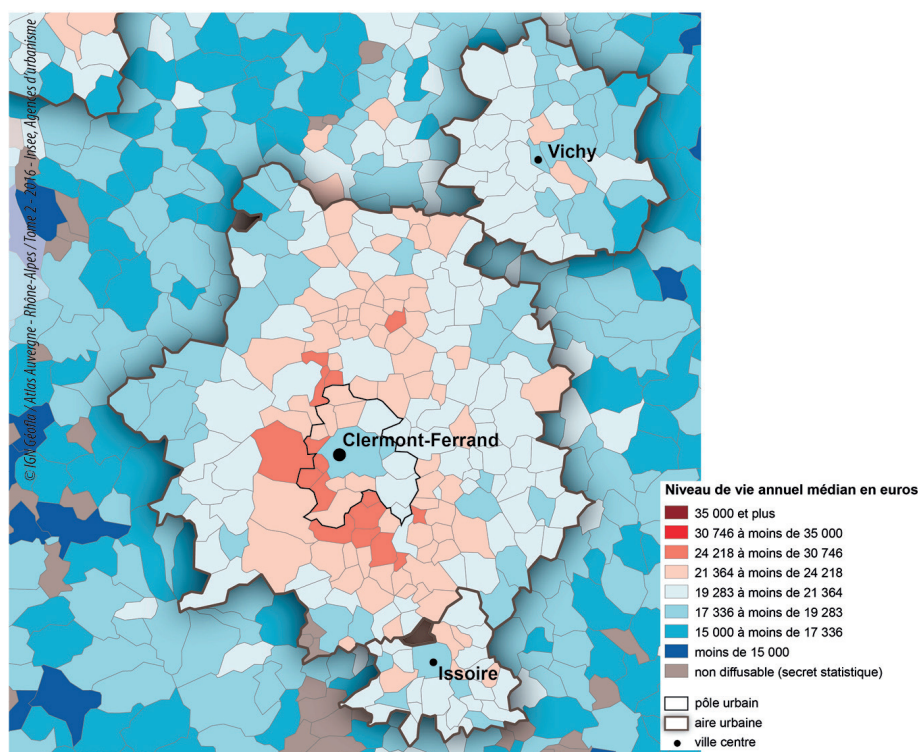 © IGN Géofla / Atlas Auvergne - Rhône-Alpes / Tome 2 - 2016 - Insee, Agences d'urbanisme
Vichy
Clermont-Ferrand
Issoire
Niveau de vie annuel médian en euros
35 000 et plus
30 746 à moins de 35 000
24 218 à moins de 30 746
21 364 à moins de 24 218
19 283 à moins de 21 364
17 336 à moins de 19 283
15 000 à moins de 17 336
moins de 15 000
non diffusable (secret statistique)
pôle urbain
aire urbaine
ville centre